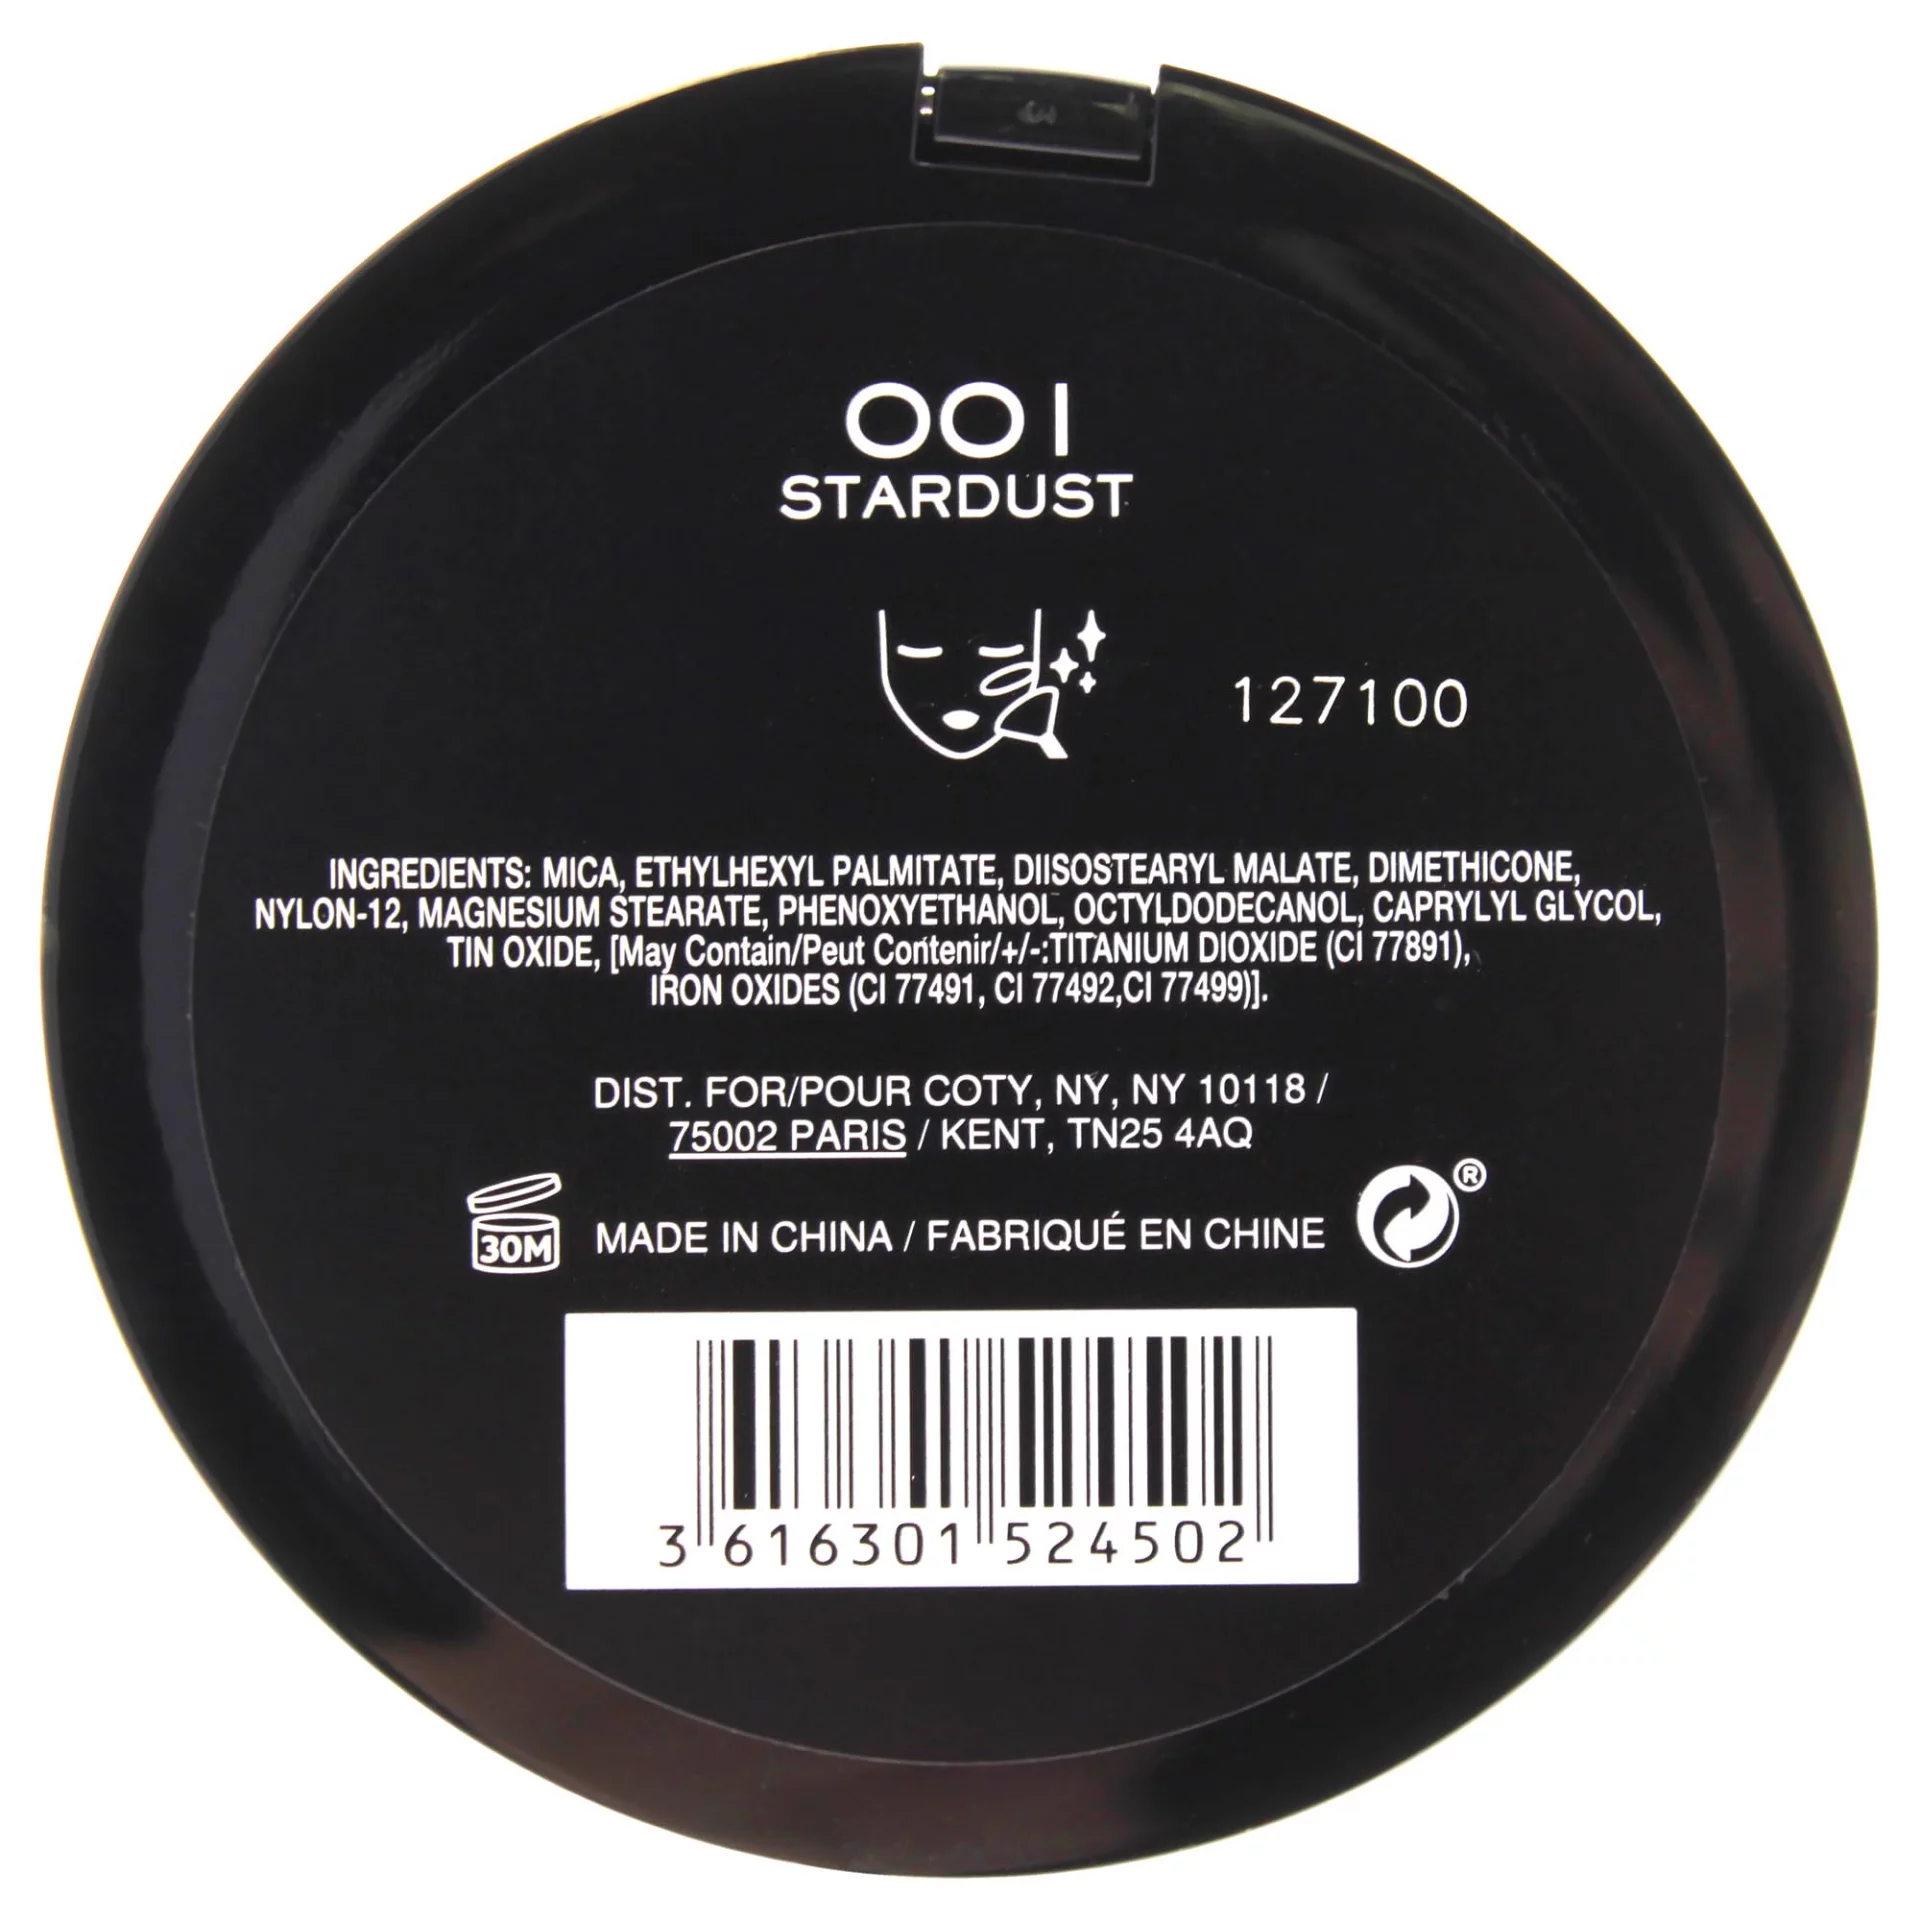 001
STARDUST
127100
INGREDIENTS: MICA, ETHYLHEXYL PALMITATE, DIISOSTEARYL MALATE, DIMETHICONE,
NYLON-12, MAGNESIUM STEARATE, PHENOXYETHANOL, OCTYLDODECANOL, CAPRYLYL GLYCOL,
TIN OXIDE, [May Contain/Peut Contenir/+/-:TITANIUM DIOXIDE (CI 77891),
IRON OXIDES (CI 77491, CI 77492,CI 77499)].
DIST. FOR/POUR COTY, NY, NY 10118 /
75002 PARIS / KENT, TN25 4AQ
30M
MADE IN CHINA / FABRIQUÉ EN CHINE
®
3 616301 524502